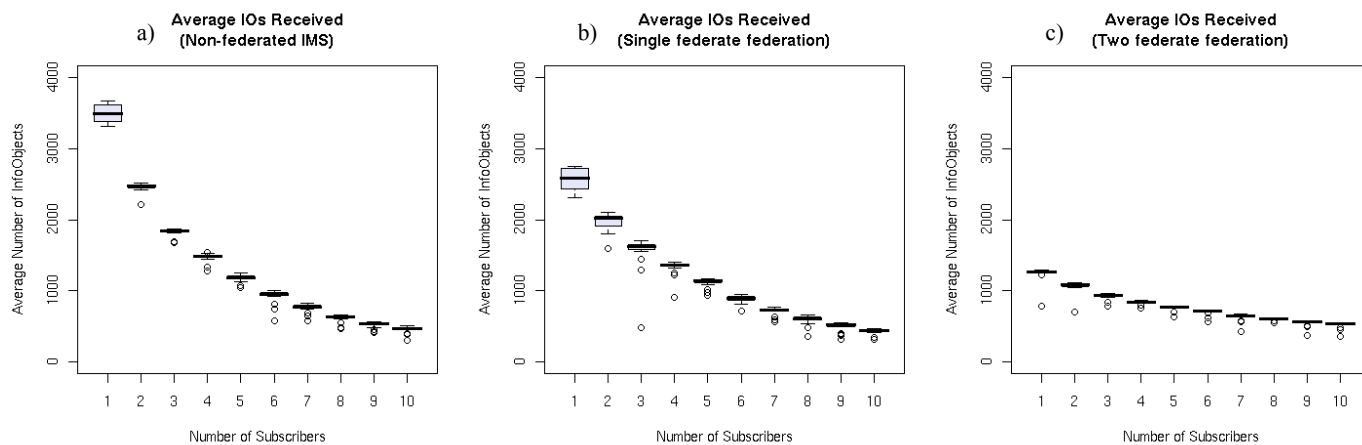 a)
Average IOs Received
(Non-federated IMS)
Average Number of InfoObjects
4000
3000
2000
1000
0
1 2 3 4 5 6 7 8 9 10
Number of Subscribers
b)
Average IOs Received
(Single federate federation)
Average Number of InfoObjects
4000
3000
2000
1000
0
1 2 3 4 5 6 7 8 9 10
Number of Subscribers
c)
Average IOs Received
(Two federate federation)
Average Number of InfoObjects
4000
3000
2000
1000
0
1 2 3 4 5 6 7 8 9 10
Number of Subscribers